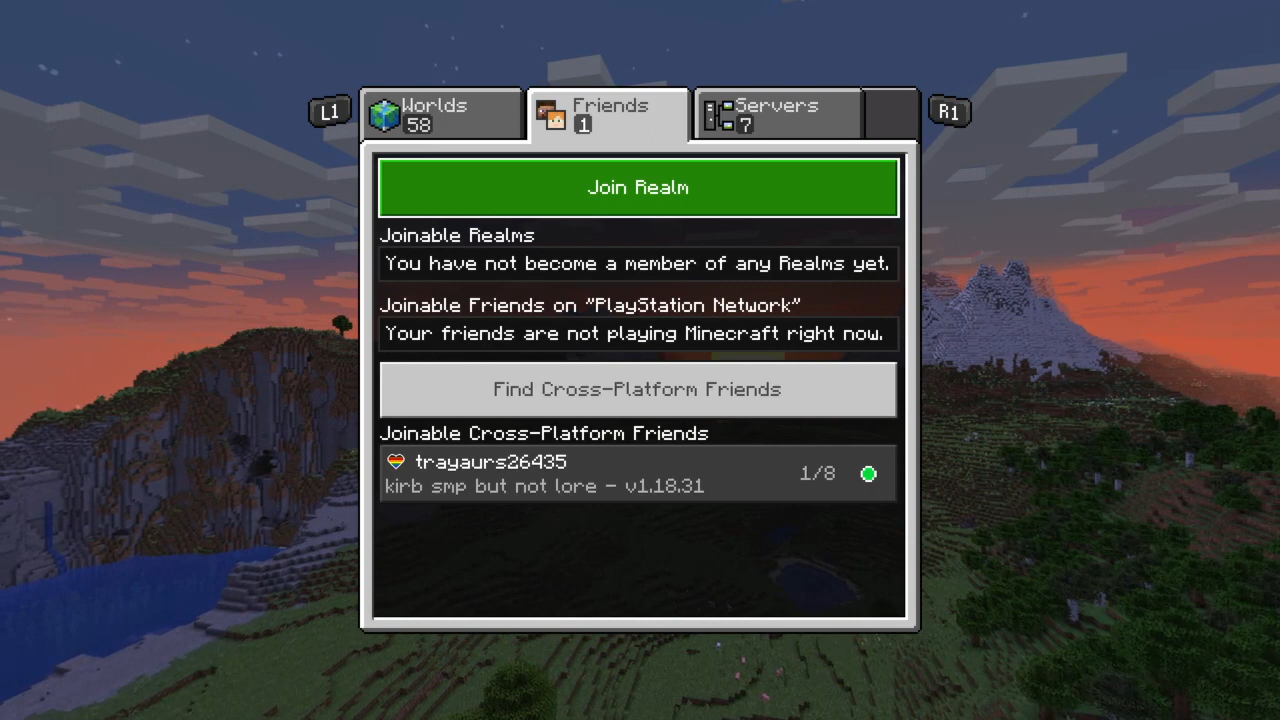 L1
Worlds
58
Friends
1
Servers
7
R1
Join Realm
Joinable Realms
You have not become a member of any Realms yet.
Joinable Friends on "PlayStation Network"
Your friends are not playing Minecraft right now.
Find Cross-Platform Friends
Joinable Cross-Platform Friends
trayaurs26435
kirb smp but not lore - v1.18.31
1/8